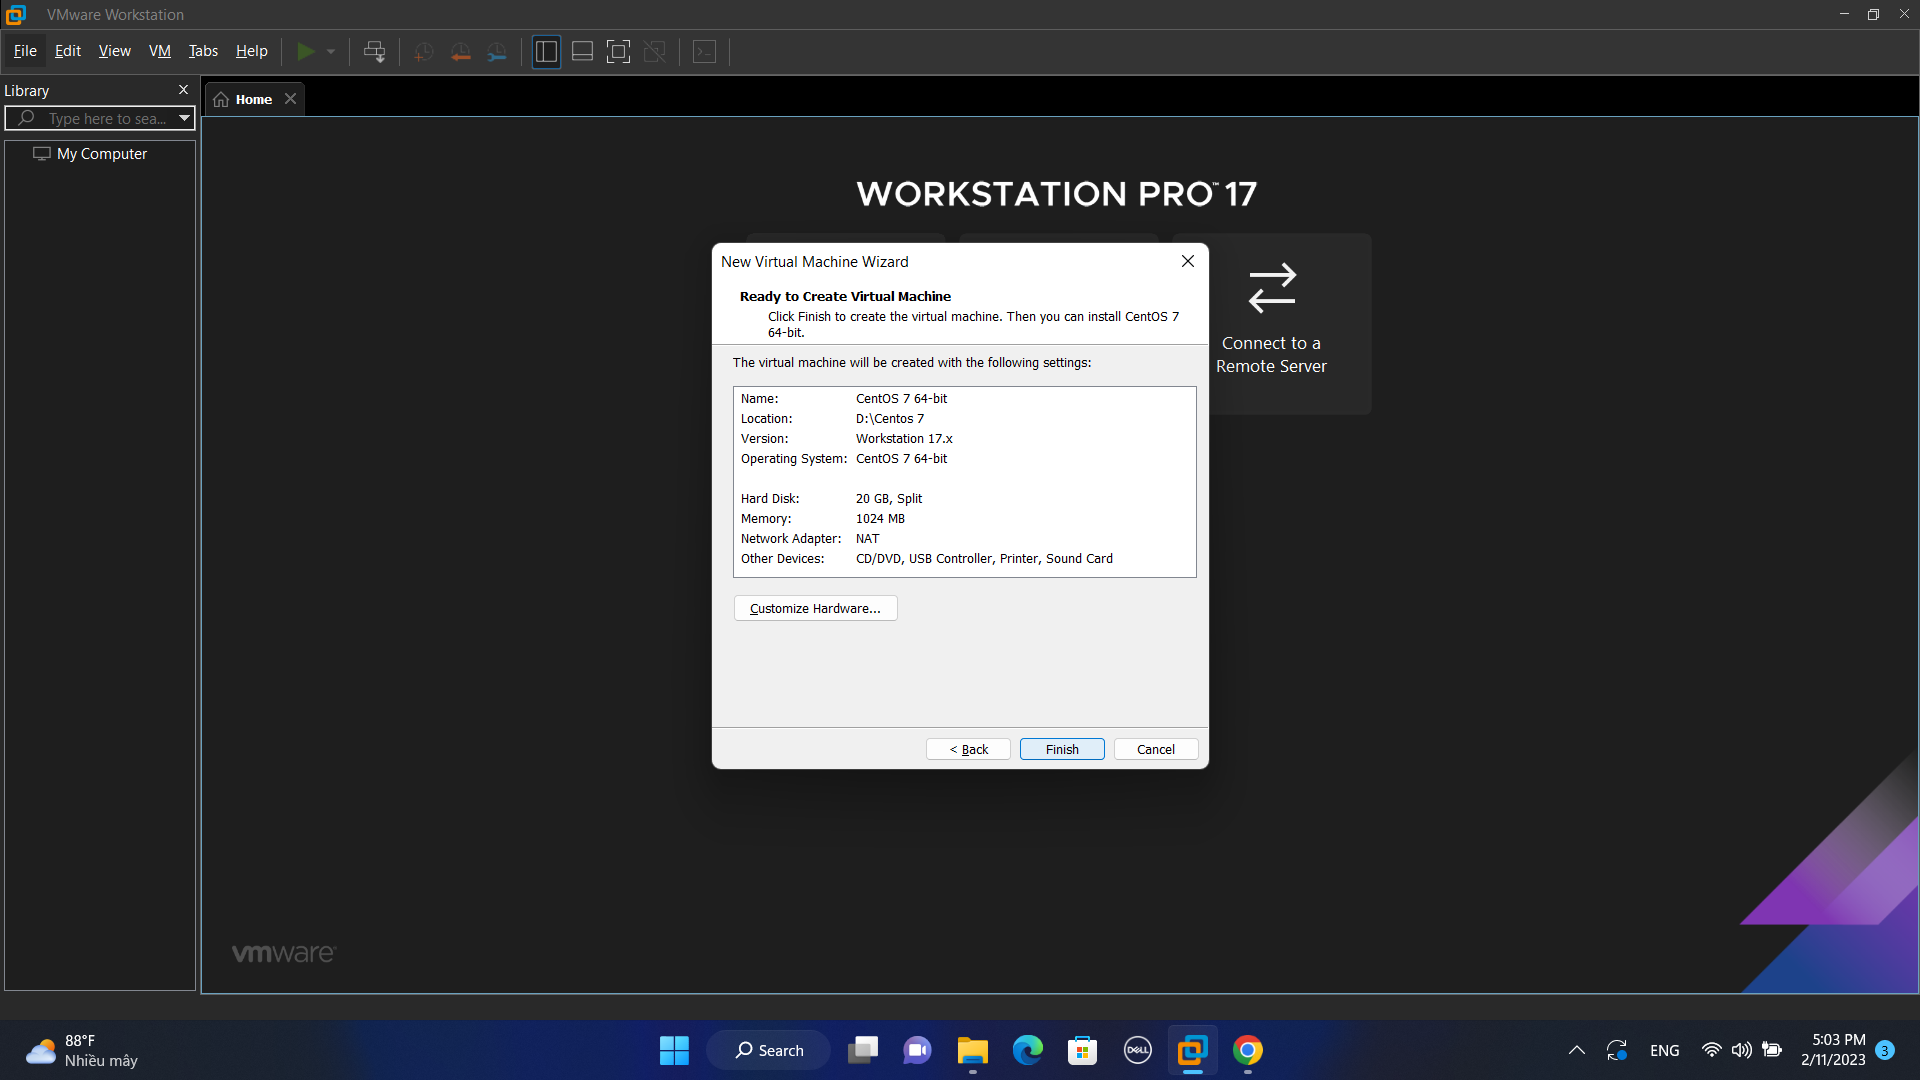 VMware Workstation
File Edit View VM Tabs Help
Library
Type here to sea...
My Computer
Home
WORKSTATION PRO™ 17
New Virtual Machine Wizard
Ready to Create Virtual Machine
Click Finish to create the virtual machine. Then you can install CentOS 7
64-bit.
The virtual machine will be created with the following settings:
Name: CentOS 7 64-bit
Location: D:\Centos 7
Version: Workstation 17.x
Operating System: CentOS 7 64-bit
Hard Disk: 20 GB, Split
Memory: 1024 MB
Network Adapter: NAT
Other Devices: CD/DVD, USB Controller, Printer, Sound Card
Customize Hardware...
< Back Finish Cancel
Connect to a
Remote Server
vmware
88°F
Nhiều mây
Search
DELL
ENG
5:03 PM
2/11/2023
3